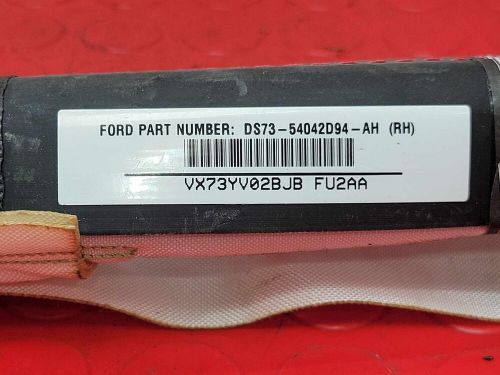 FORD PART NUMBER: DS73-54042D94-AH (RH)
VX73YV02BJB FU2AA